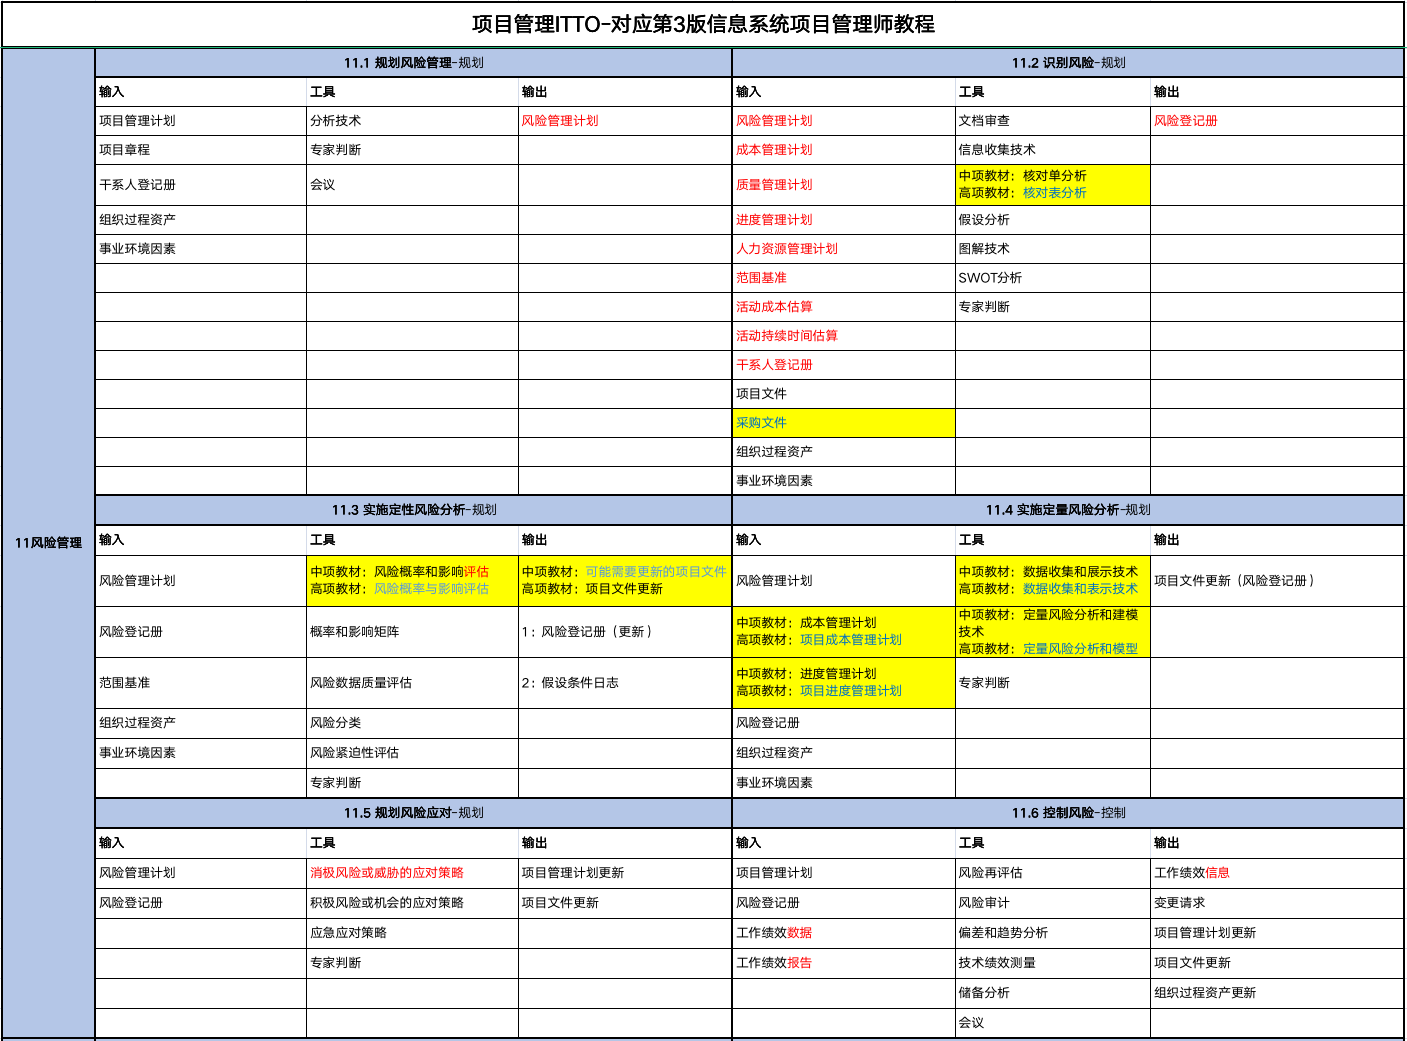 项目管理ITTO-对应第3版信息系统项目管理师教程
11风险管理
11.1 规划风险管理-规划
11.2 识别风险-规划
输入 工具 输出 输入 工具 输出
项目管理计划 分析技术 风险管理计划 风险管理计划 文档审查 风险登记册
项目章程 专家判断 成本管理计划 信息收集技术
干系人登记册 会议 质量管理计划 中项教材：核对单分析
高项教材：核对表分析
组织过程资产 进度管理计划 假设分析
事业环境因素 人力资源管理计划 图解技术
范围基准 SWOT分析
活动成本估算 专家判断
活动持续时间估算
干系人登记册
项目文件
采购文件
组织过程资产
事业环境因素
11.3 实施定性风险分析-规划
11.4 实施定量风险分析-规划
输入 工具 输出 输入 工具 输出
风险管理计划 中项教材：风险概率和影响评估
高项教材：风险概率与影响评估
中项教材：可能需要更新的项目文件
高项教材：项目文件更新
风险管理计划 中项教材：数据收集和展示技术
高项教材：数据收集和表示技术
项目文件更新（风险登记册）
风险登记册 概率和影响矩阵 1：风险登记册（更新）
中项教材：成本管理计划
高项教材：项目成本管理计划
中项教材：定量风险分析和建模
技术
高项教材：定量风险分析和模型
范围基准 风险数据质量评估 2：假设条件日志
中项教材：进度管理计划
高项教材：项目进度管理计划
专家判断
组织过程资产 风险分类 风险登记册
事业环境因素 风险紧迫性评估 组织过程资产
专家判断 事业环境因素
11.5 规划风险应对-规划
11.6 控制风险-控制
输入 工具 输出 输入 工具 输出
风险管理计划 消极风险或威胁的应对策略 项目管理计划更新 项目管理计划 风险再评估 工作绩效信息
风险登记册 积极风险或机会的应对策略 项目文件更新 风险登记册 风险审计 变更请求
应急应对策略 工作绩效数据 偏差和趋势分析 项目管理计划更新
专家判断 工作绩效报告 技术绩效测量 项目文件更新
储备分析 组织过程资产更新
会议